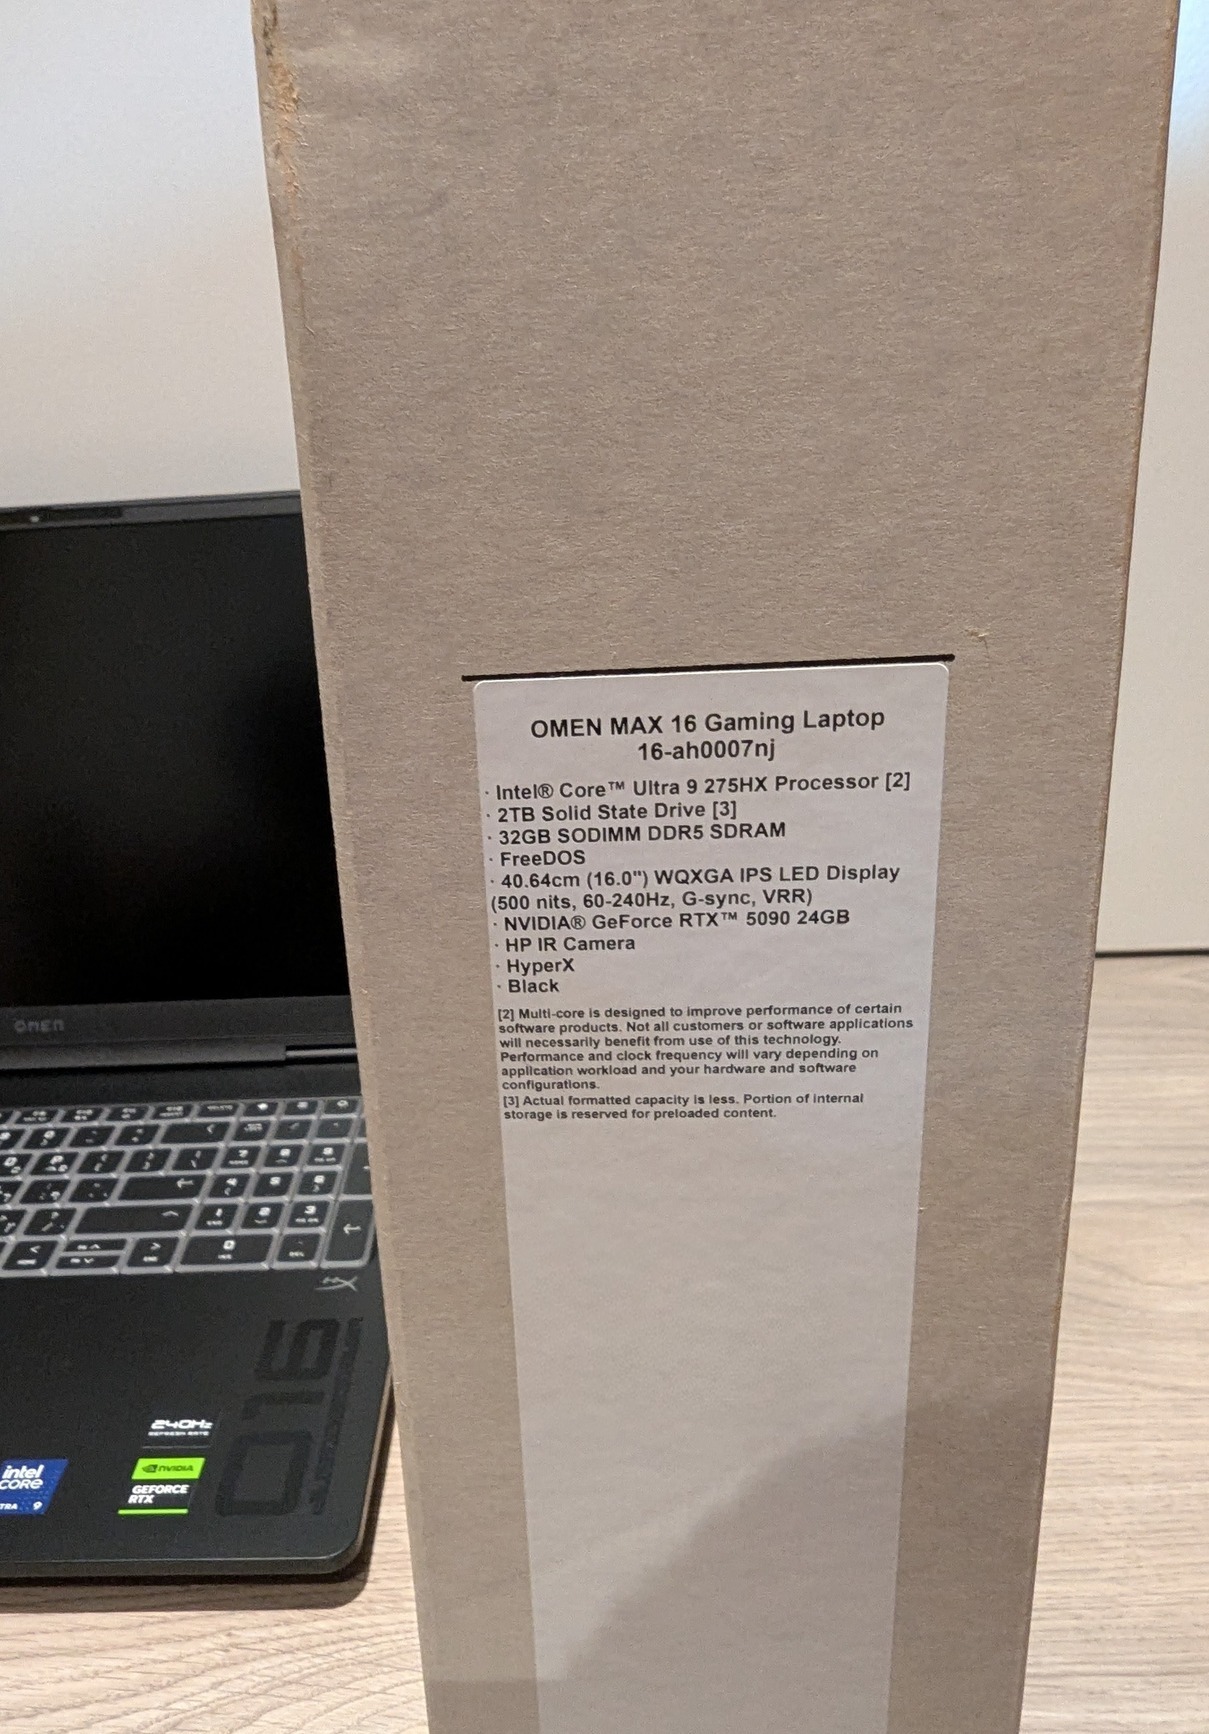 OMEN MAX 16 Gaming Laptop
16-ah0007nj
· Intel® Core™ Ultra 9 275HX Processor [2]
· 2TB Solid State Drive [3]
· 32GB SODIMM DDR5 SDRAM
· FreeDOS
· 40.64cm (16.0") WQXGA IPS LED Display
(500 nits, 60-240Hz, G-sync, VRR)
· NVIDIA® GeForce RTX™ 5090 24GB
· HP IR Camera
· HyperX
· Black
[2] Multi-core is designed to improve performance of certain
software products. Not all customers or software applications
will necessarily benefit from use of this technology.
Performance and clock frequency will vary depending on
application workload and your hardware and software
configurations.
[3] Actual formatted capacity is less. Portion of internal
storage is reserved for preloaded content.
OMEN
HX
016
240Hz
REFRESH RATE
intel
CORE
9
NVIDIA
GEFORCE
RTX